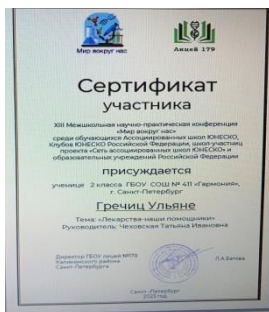 Мир вокруг нас
Лицей 179
Сертификат
участника
XIII Межшкольная научно-практическая конференция
«Мир вокруг нас»
среди обучающихся Ассоциированных школ ЮНЕСКО,
Клубов ЮНЕСКО Российской Федерации, школ-участниц
проекта «Сеть ассоциированных школ ЮНЕСКО» и
образовательных учреждений Российской Федерации
присуждается
ученице 2 класса ГБОУ СОШ № 411 «Гармония»,
г. Санкт-Петербург
Гречиц Ульяне
Тема: «Лекарства-наши помощники»
Руководитель: Чеховская Татьяна Ивановна
Директор ГБОУ лицея №179
Калининского района
Санкт-Петербурга
Л.А.Батова
Санкт-Петербург
2023 год